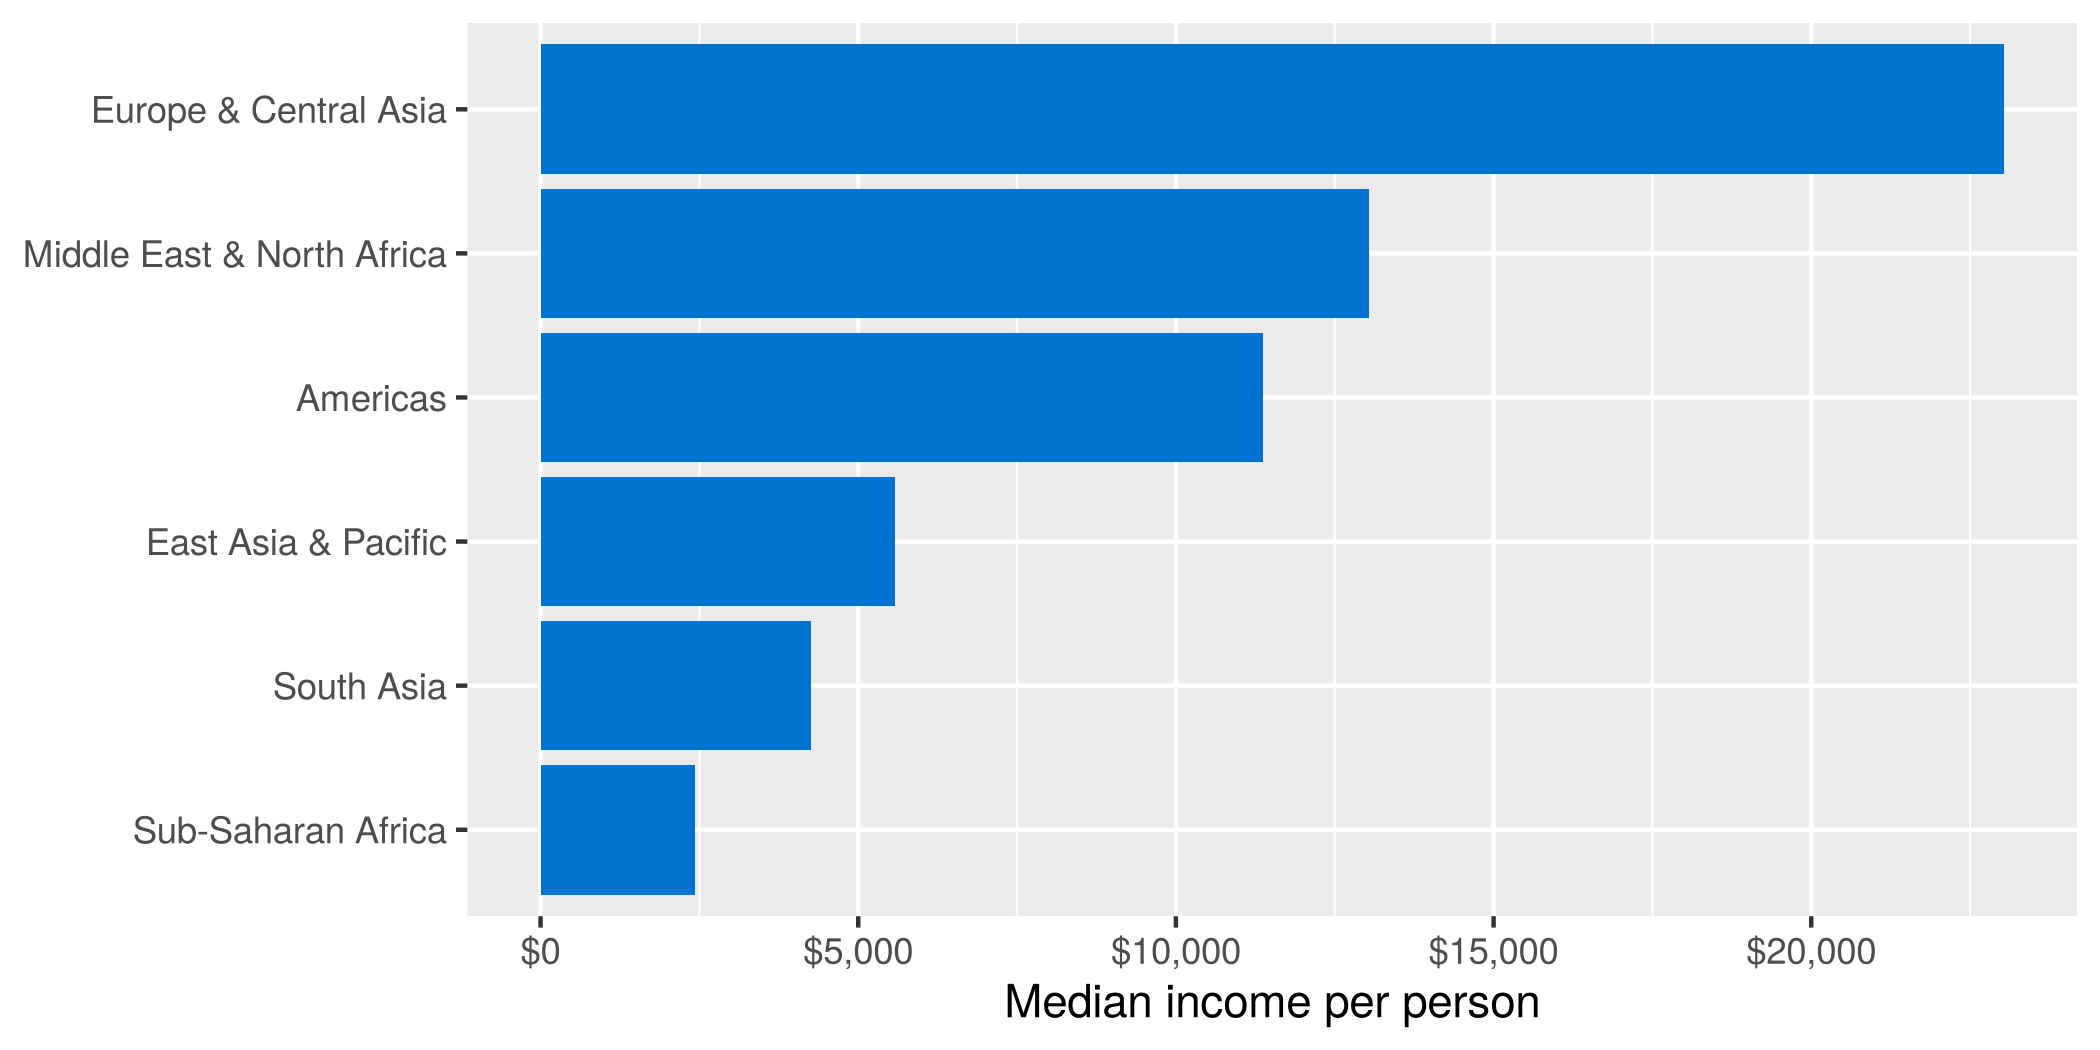 Europe & Central Asia
Middle East & North Africa
Americas
East Asia & Pacific
South Asia
Sub-Saharan Africa
$0 $5,000 $10,000 $15,000 $20,000
Median income per person